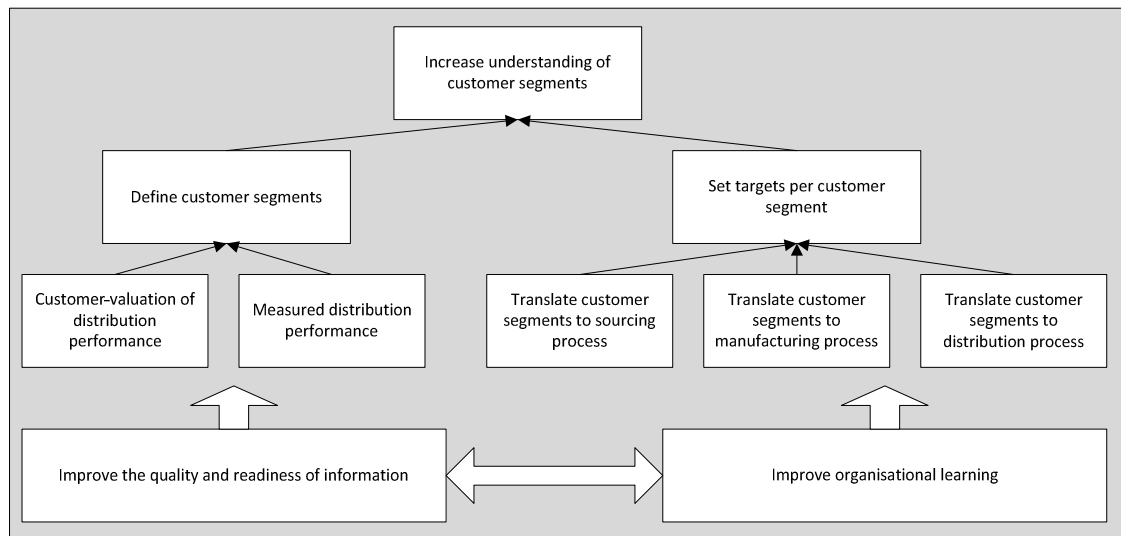 Increase understanding of
customer segments
Define customer segments
Set targets per customer
segment
Customer-valuation of
distribution
performance
Measured distribution
performance
Translate customer
segments to sourcing
process
Translate customer
segments to
manufacturing process
Translate customer
segments to
distribution process
Improve the quality and readiness of information
Improve organisational learning